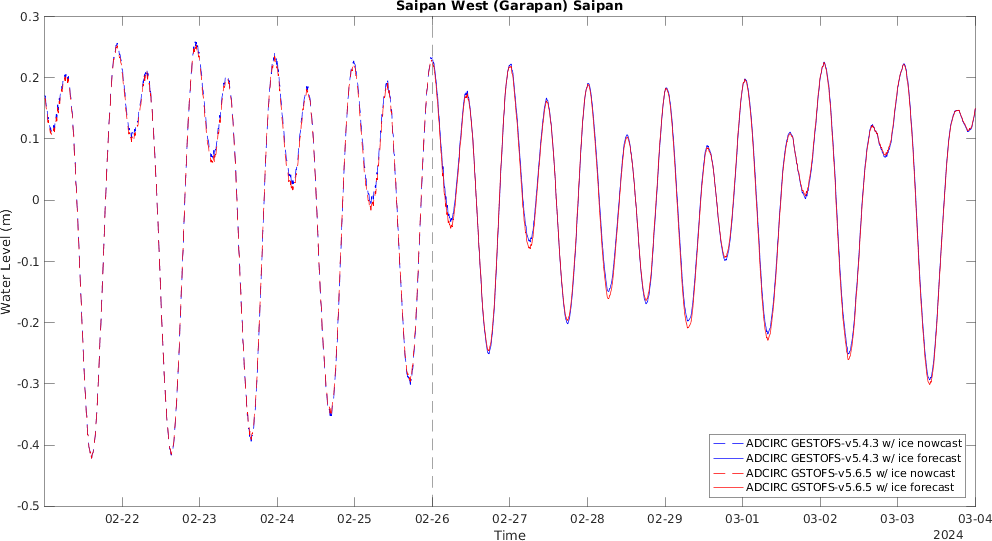 Saipan West (Garapan) Saipan
0.3
0.2
0.1
0
-0.1
-0.2
-0.3
-0.4
-0.5
Water Level (m)
ADCIRC GESTOFS-v5.4.3 w/ ice nowcast
ADCIRC GESTOFS-v5.4.3 w/ ice forecast
ADCIRC GSTOFS-v5.6.5 w/ ice nowcast
ADCIRC GSTOFS-v5.6.5 w/ ice forecast
02-22 02-23 02-24 02-25 02-26 02-27 02-28 02-29 03-01 03-02 03-03 03-04
Time
2024